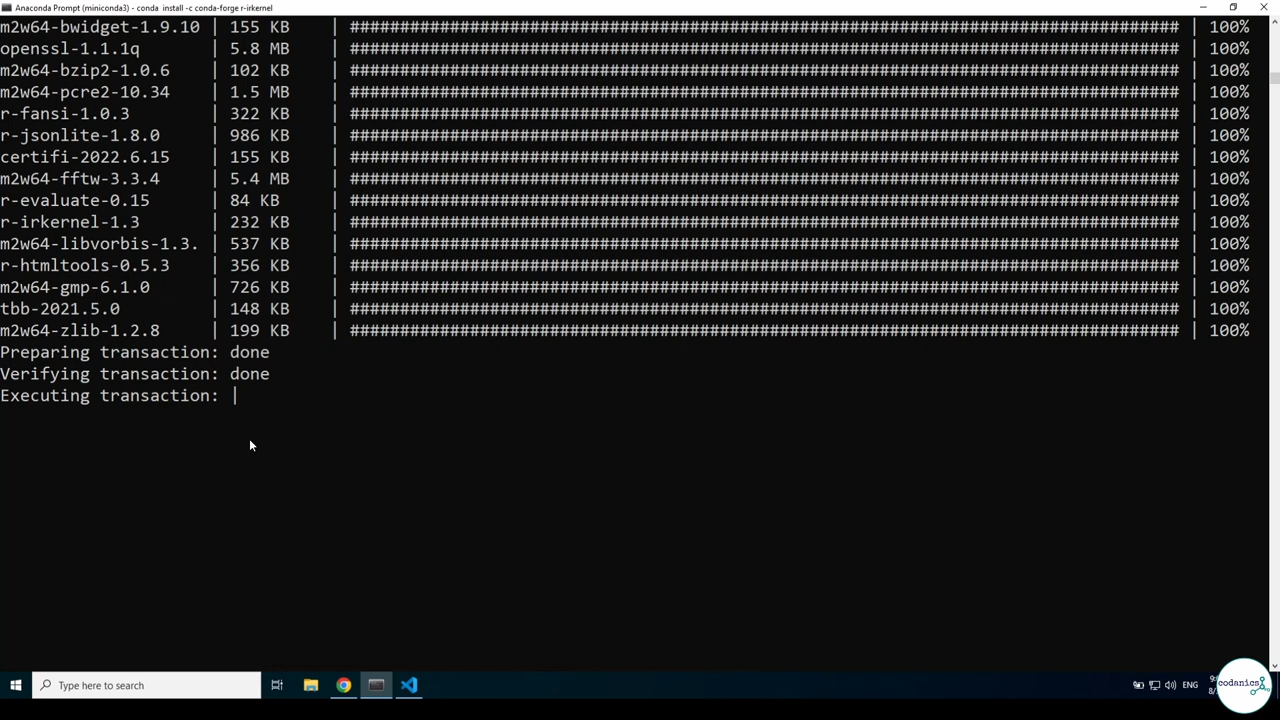 Anaconda Prompt (miniconda3) - conda install -c conda-forge r-irkernel
m2w64-bwidget-1.9.10 | 155 KB | ################################################################################### | 100%
openssl-1.1.1q | 5.8 MB | ################################################################################### | 100%
m2w64-bzip2-1.0.6 | 102 KB | ################################################################################### | 100%
m2w64-pcre2-10.34 | 1.5 MB | ################################################################################### | 100%
r-fansi-1.0.3 | 322 KB | ################################################################################### | 100%
r-jsonlite-1.8.0 | 986 KB | ################################################################################### | 100%
certifi-2022.6.15 | 155 KB | ################################################################################### | 100%
m2w64-fftw-3.3.4 | 5.4 MB | ################################################################################### | 100%
r-evaluate-0.15 | 84 KB | ################################################################################### | 100%
r-irkernel-1.3 | 232 KB | ################################################################################### | 100%
m2w64-libvorbis-1.3. | 537 KB | ################################################################################### | 100%
r-htmltools-0.5.3 | 356 KB | ################################################################################### | 100%
m2w64-gmp-6.1.0 | 726 KB | ################################################################################### | 100%
tbb-2021.5.0 | 148 KB | ################################################################################### | 100%
m2w64-zlib-1.2.8 | 199 KB | ################################################################################### | 100%
Preparing transaction: done
Verifying transaction: done
Executing transaction: |
Type here to search
ENG
codanics